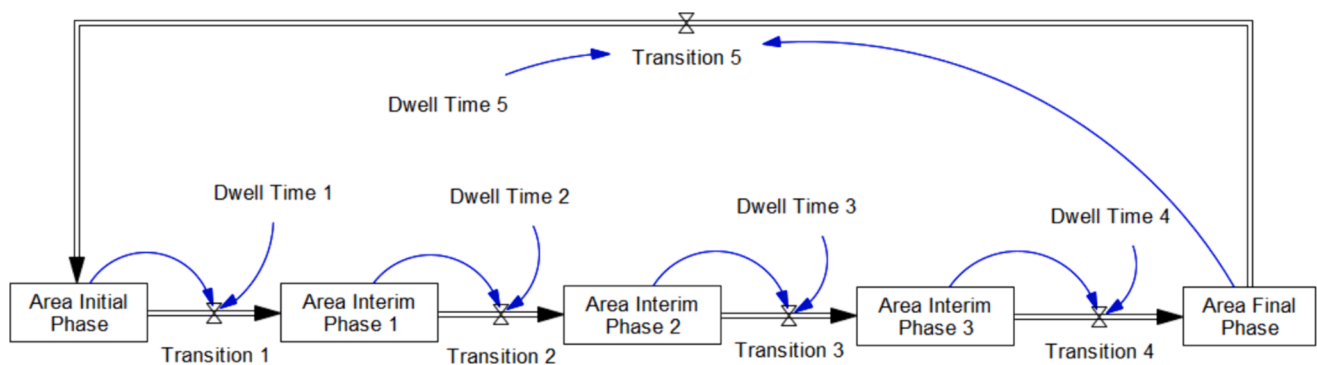 Transition 5
Dwell Time 5
Dwell Time 1
Dwell Time 2
Dwell Time 3
Dwell Time 4
Area Initial
Phase
Area Interim
Phase 1
Area Interim
Phase 2
Area Interim
Phase 3
Area Final
Phase
Transition 1
Transition 2
Transition 3
Transition 4